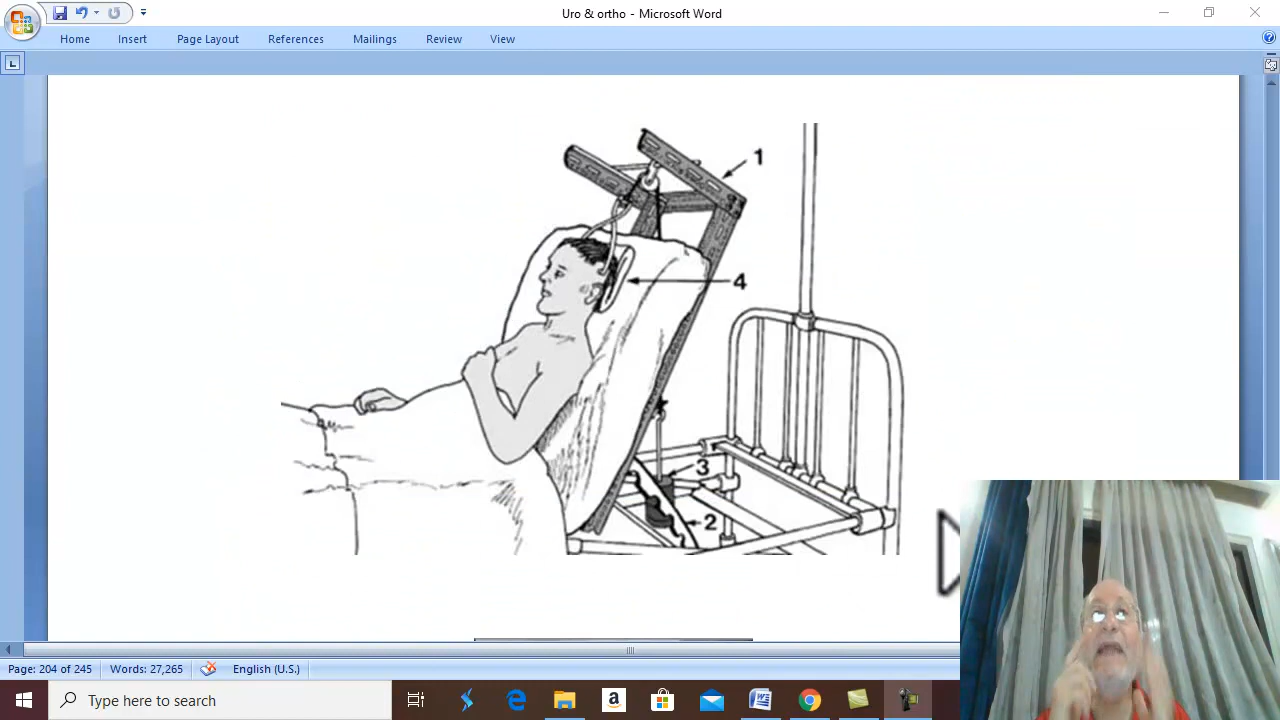 Uro & ortho - Microsoft Word
Home Insert Page Layout References Mailings Review View
1
4
3
2
Page: 204 of 245 Words: 27,265 English (U.S.)
Type here to search